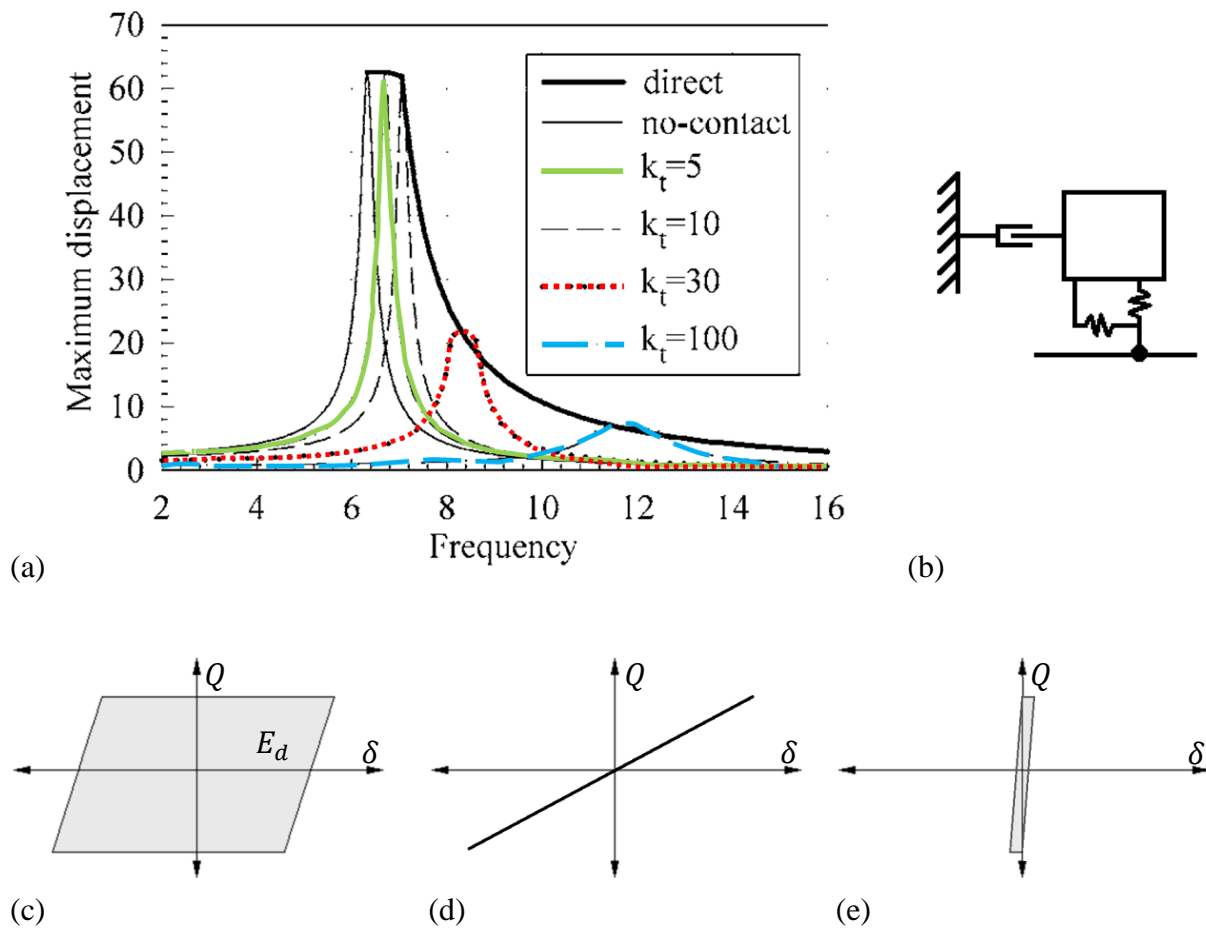 70
60
50
40
30
20
10
0
Maximum displacement
direct
no-contact
k_t=5
k_t=10
k_t=30
k_t=100
2 4 6 8 10 12 14 16
Frequency
(a)
(b)
Q
E_d
δ
(c)
Q
δ
(d)
Q
δ
(e)